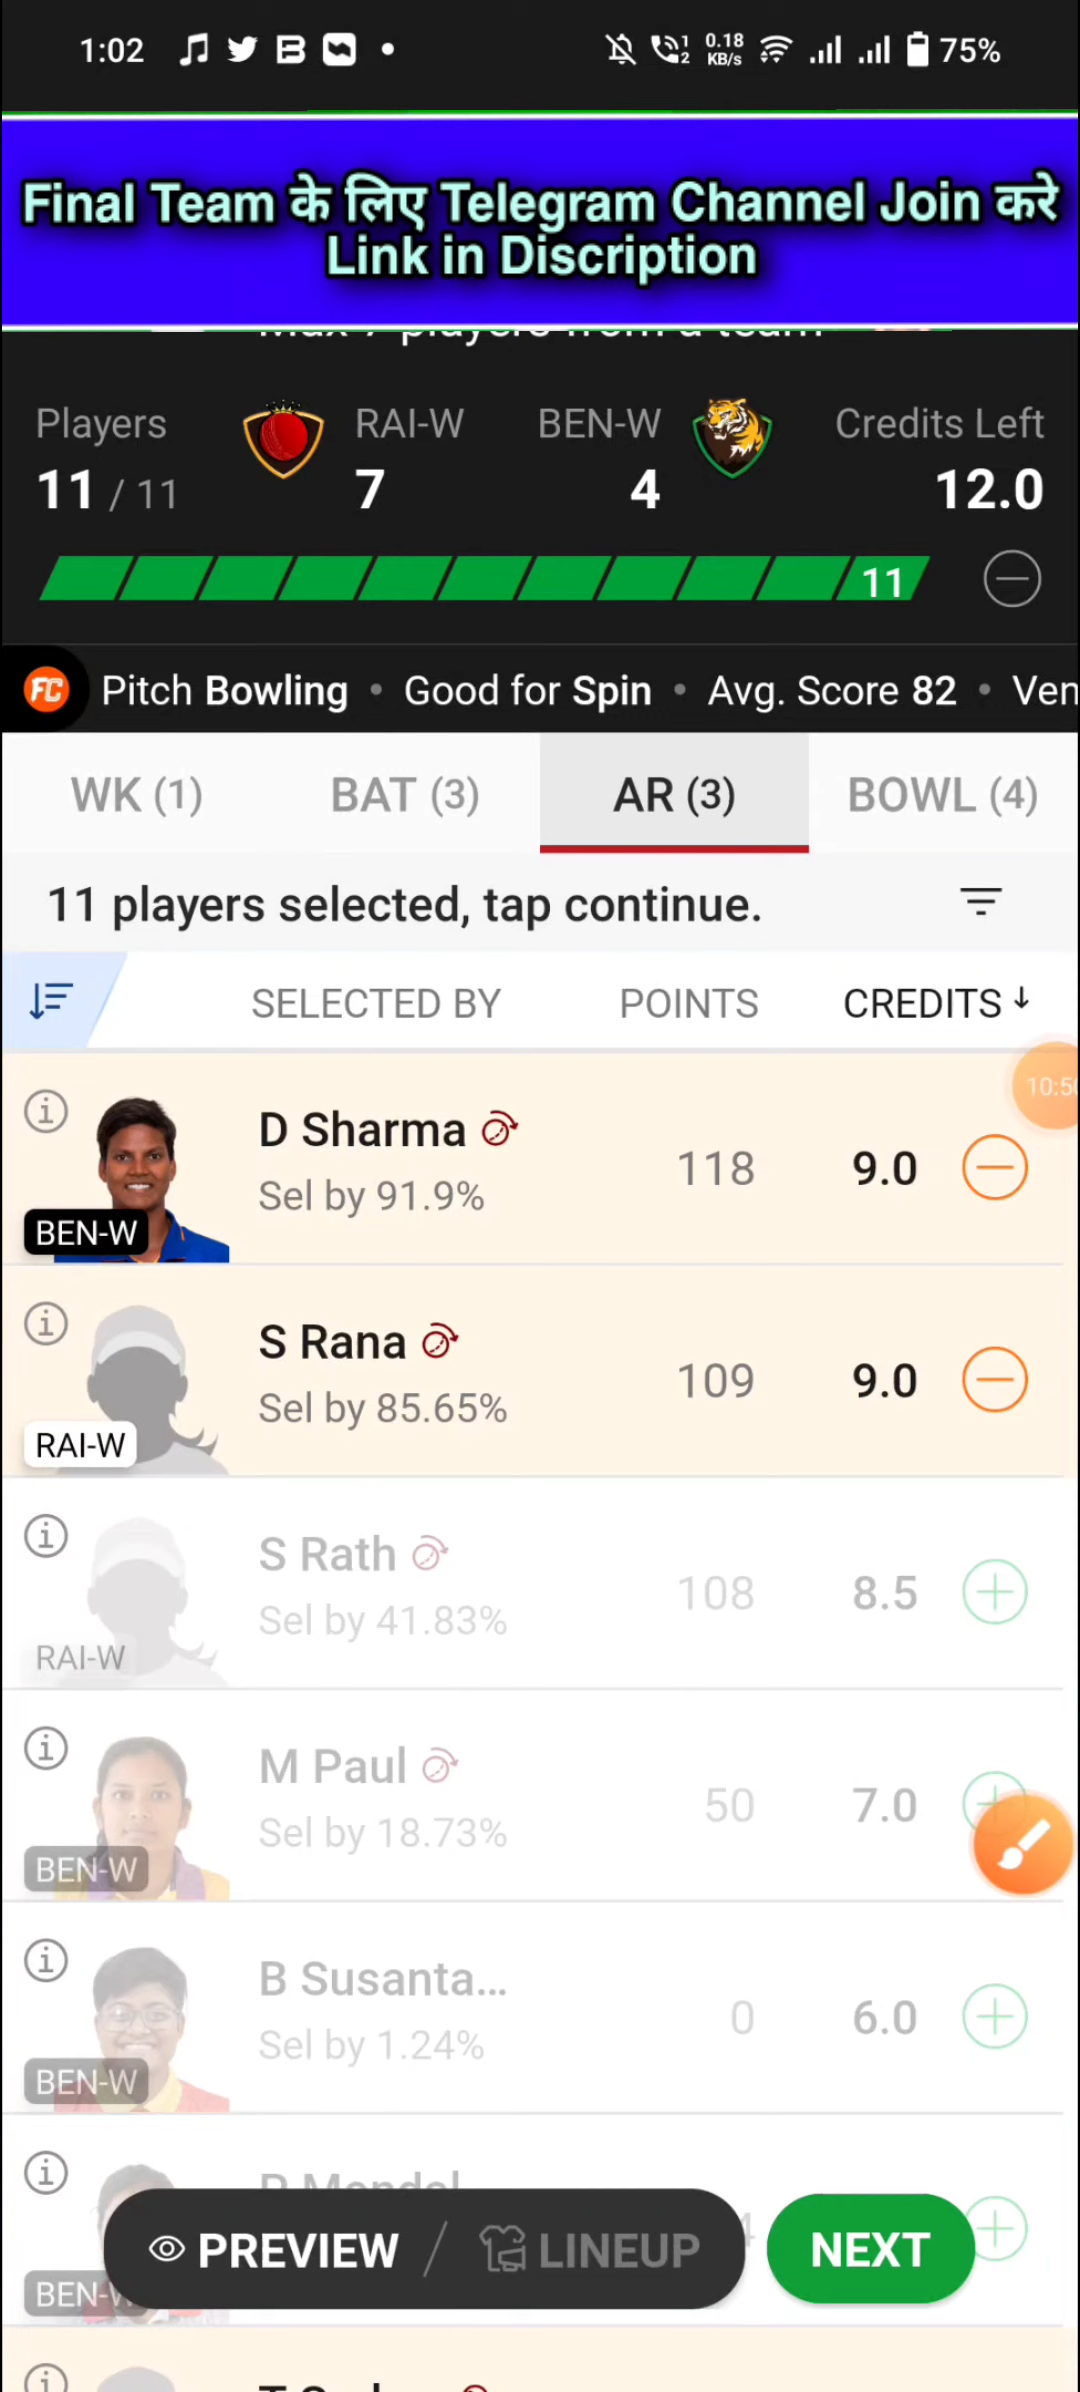 1:02
0.18 KB/s
75%
Final Team के लिए Telegram Channel Join करे
Link in Discription
Players
RAI-W
BEN-W
Credits Left
11 / 11
7
4
12.0
11
FC Pitch Bowling • Good for Spin • Avg. Score 82 • Ven
WK (1)
BAT (3)
AR (3)
BOWL (4)
11 players selected, tap continue.
SELECTED BY
POINTS
CREDITS ↓
D Sharma
Sel by 91.9%
118
9.0
BEN-W
S Rana
Sel by 85.65%
109
9.0
RAI-W
S Rath
Sel by 41.83%
108
8.5
RAI-W
M Paul
Sel by 18.73%
50
7.0
BEN-W
B Susanta...
Sel by 1.24%
0
6.0
BEN-W
PREVIEW / LINEUP
NEXT